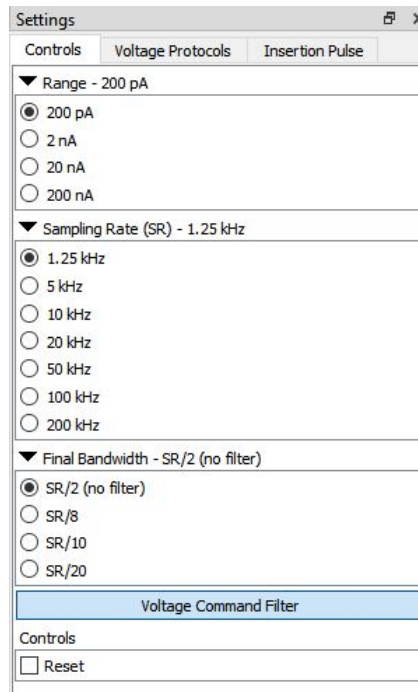 Settings
Controls Voltage Protocols Insertion Pulse
Range - 200 pA
200 pA
2 nA
20 nA
200 nA
Sampling Rate (SR) - 1.25 kHz
1.25 kHz
5 kHz
10 kHz
20 kHz
50 kHz
100 kHz
200 kHz
Final Bandwidth - SR/2 (no filter)
SR/2 (no filter)
SR/8
SR/10
SR/20
Voltage Command Filter
Controls
Reset